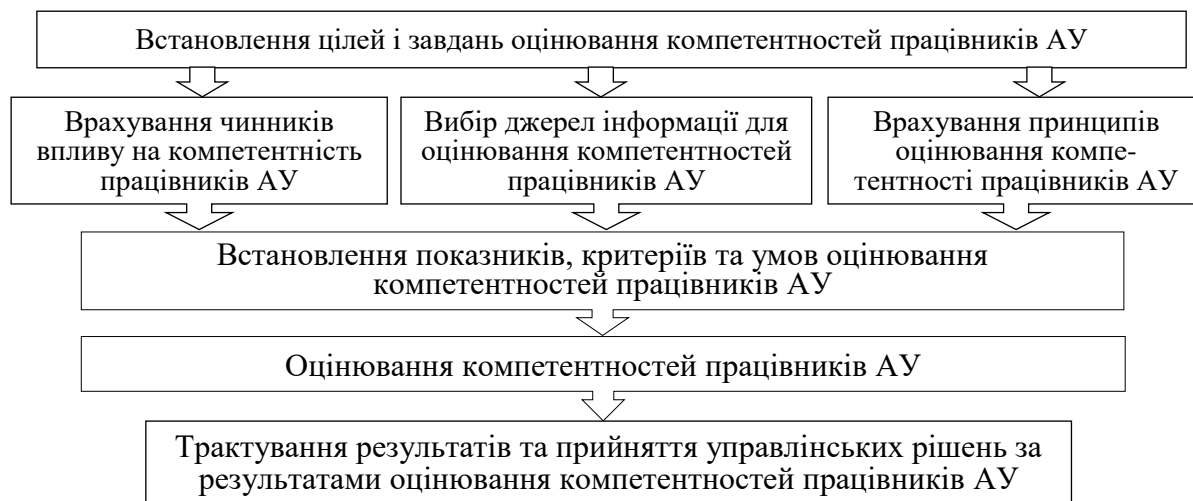 Встановлення цілей і завдань оцінювання компетентностей працівників АУ
Врахування чинників
впливу на компетентність
працівників АУ
Вибір джерел інформації для
оцінювання компетентностей
працівників АУ
Врахування принципів
оцінювання компе-
тентності працівників АУ
Встановлення показників, критеріїв та умов оцінювання
компетентностей працівників АУ
Оцінювання компетентностей працівників АУ
Трактування результатів та прийняття управлінських рішень за
результатами оцінювання компетентностей працівників АУ